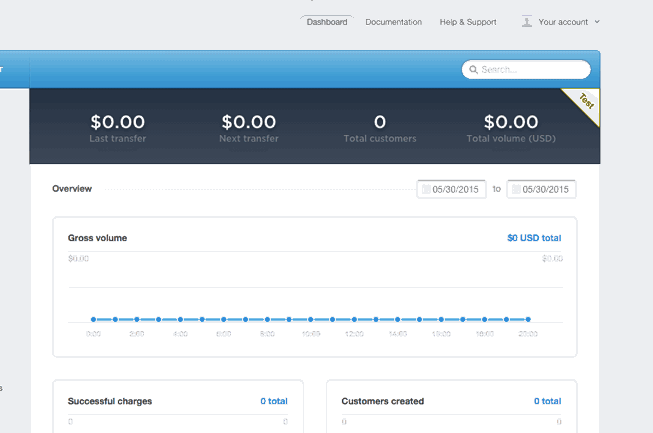 Dashboard Documentation Help & Support Your account
Search...
Test
$0.00 $0.00 0 $0.00
Last transfer Next transfer Total customers Total volume (USD)
Overview 05/30/2015 to 05/30/2015
Gross volume $0 USD total
$0.00 $0.00
0:00 2:00 4:00 6:00 8:00 10:00 12:00 14:00 16:00 18:00 20:00
Successful charges 0 total
0 0
Customers created 0 total
0 0